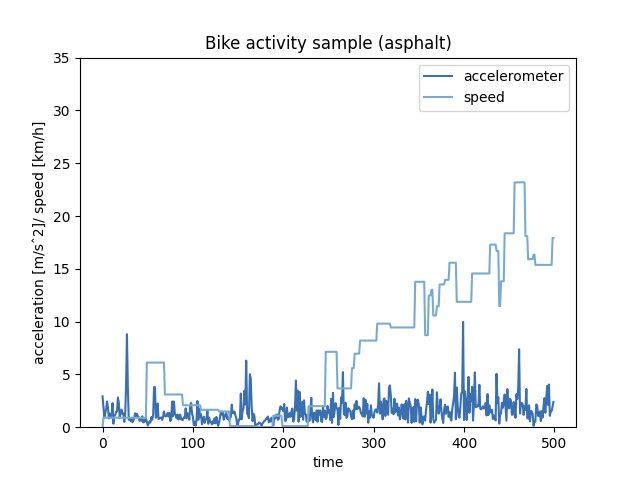 Bike activity sample (asphalt)
accelerometer
speed
35
30
25
20
15
10
5
0
acceleration [m/s^2]/ speed [km/h]
0 100 200 300 400 500
time